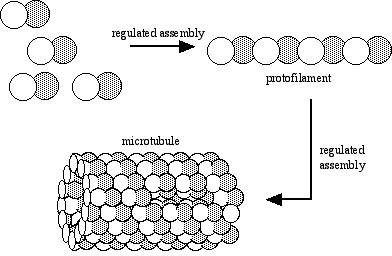 regulated assembly
protofilament
microtubule
regulated
assembly